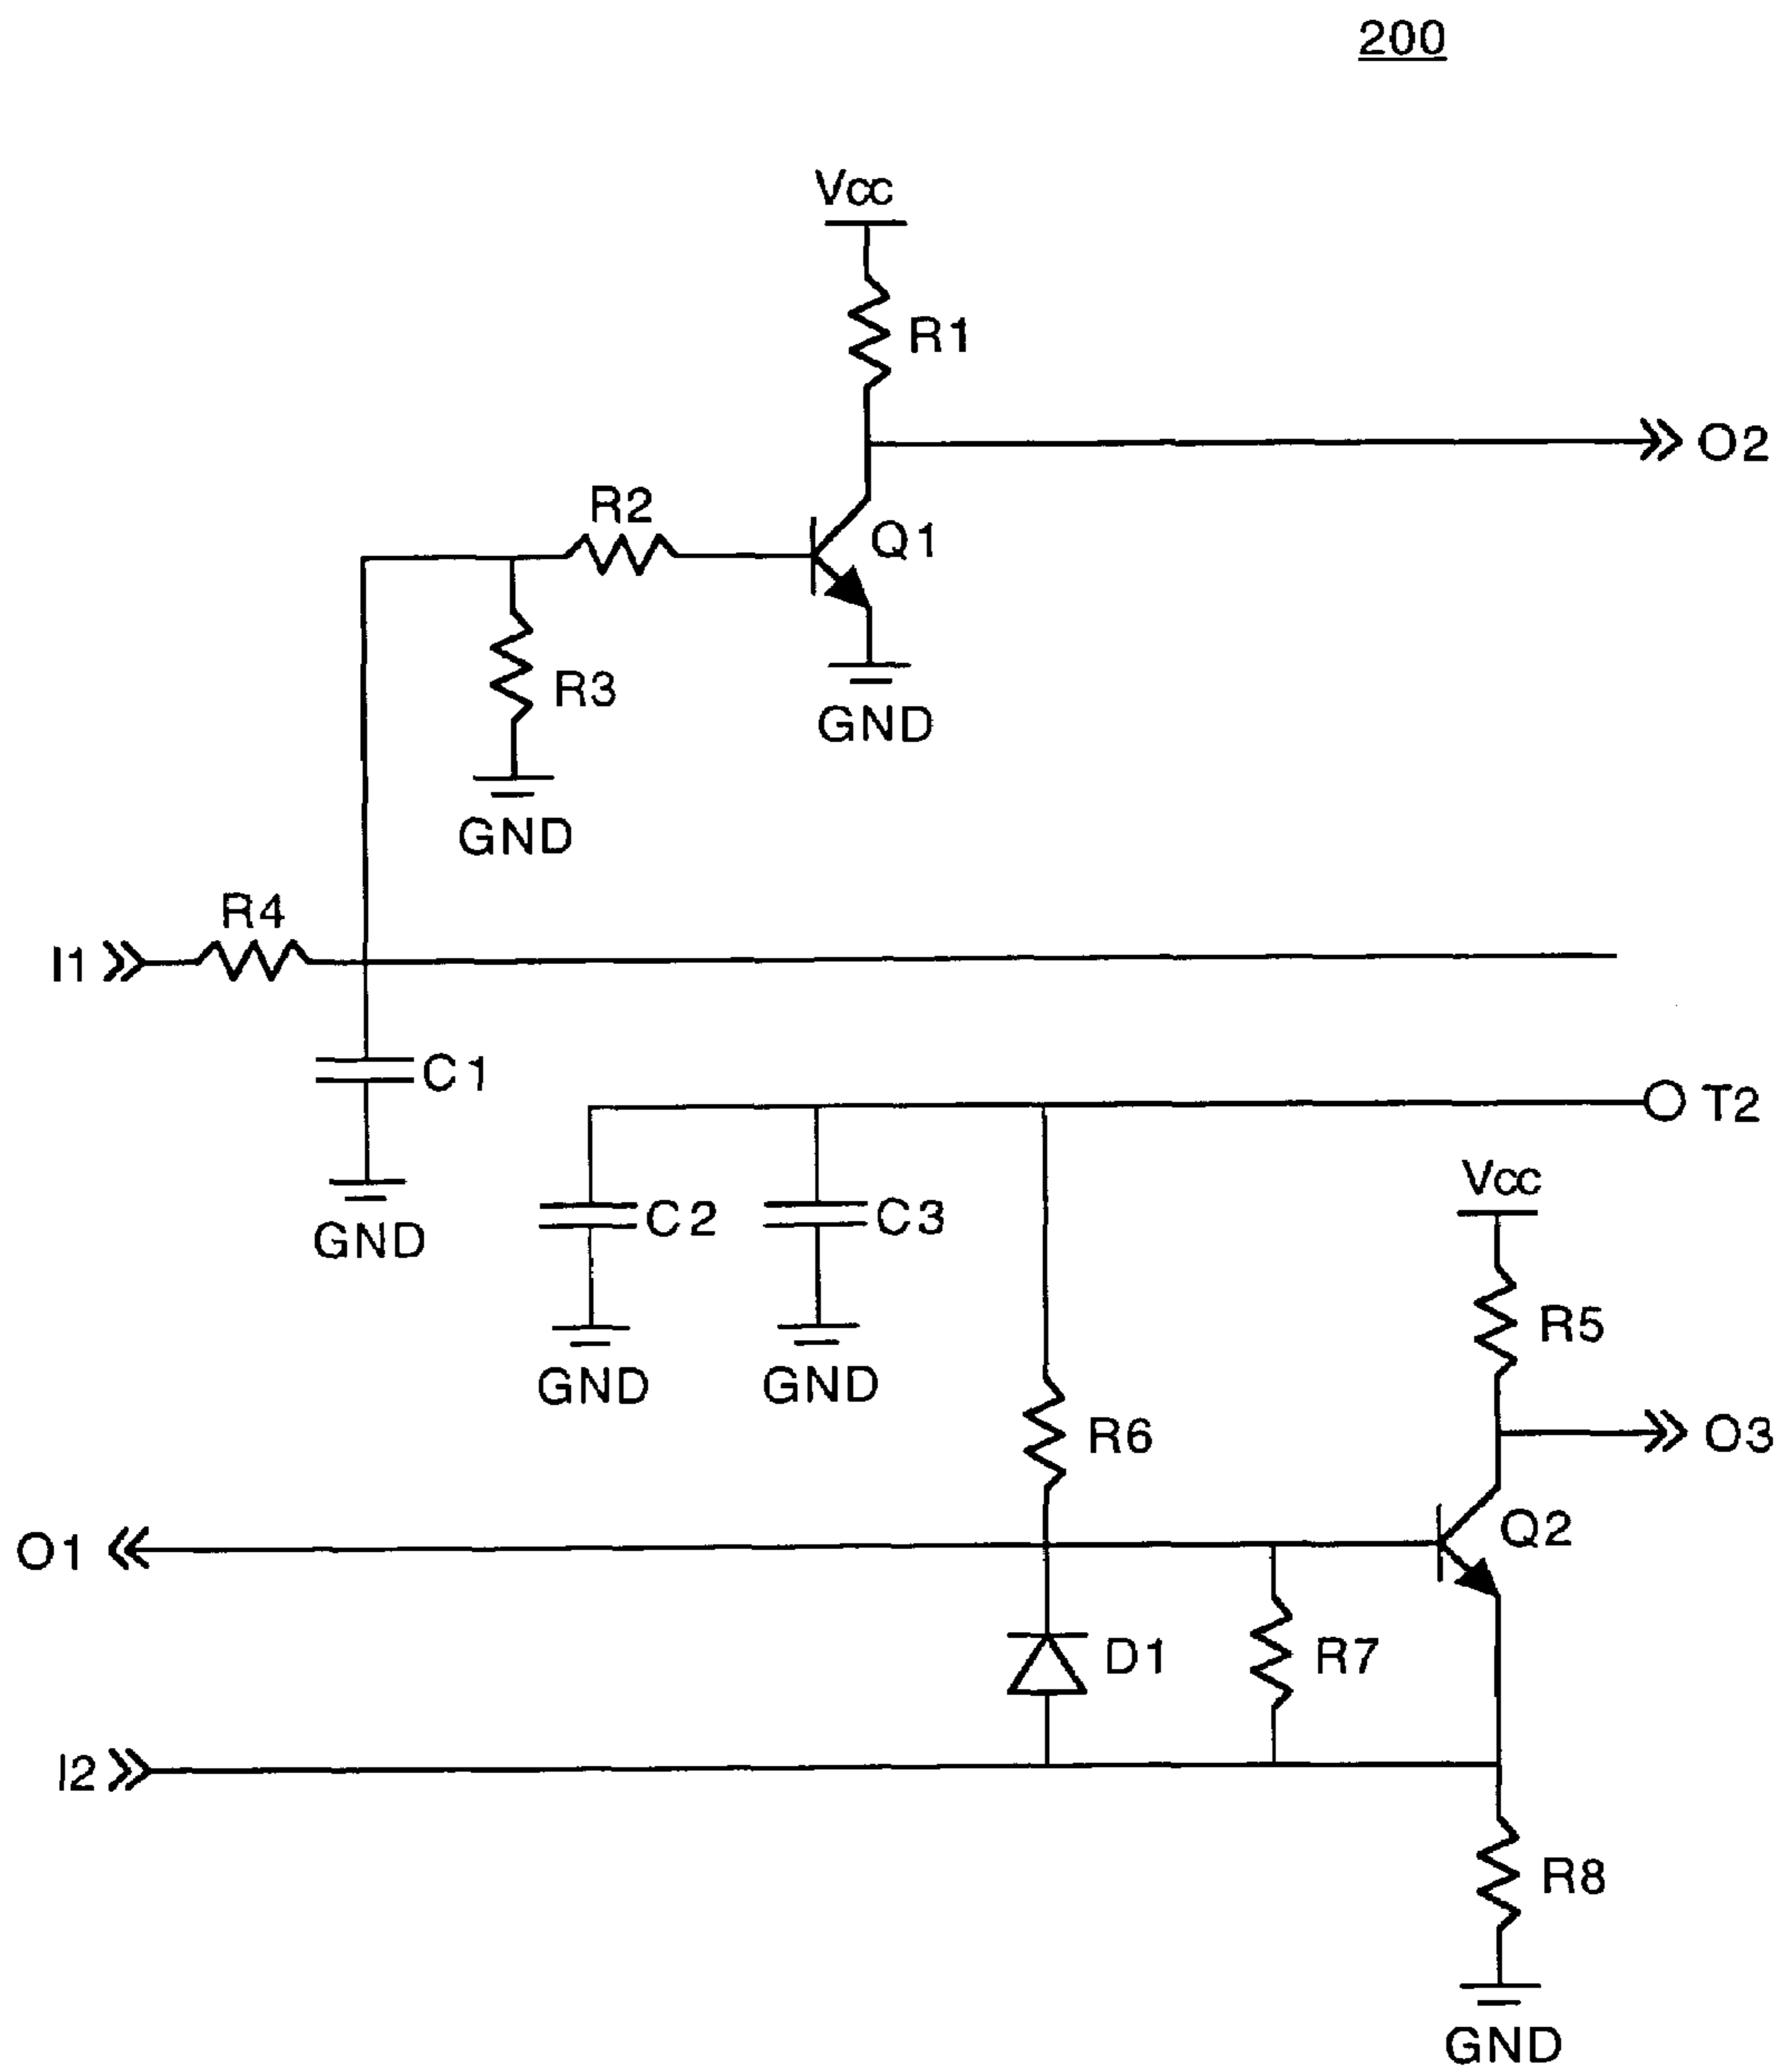 200
Vcc
R1
O2
R2
Q1
R3
GND
GND
R4
I1
C1
T2
Vcc
C2
C3
GND
R5
GND
GND
R6
O3
O1
Q2
D1
R7
I2
R8
GND